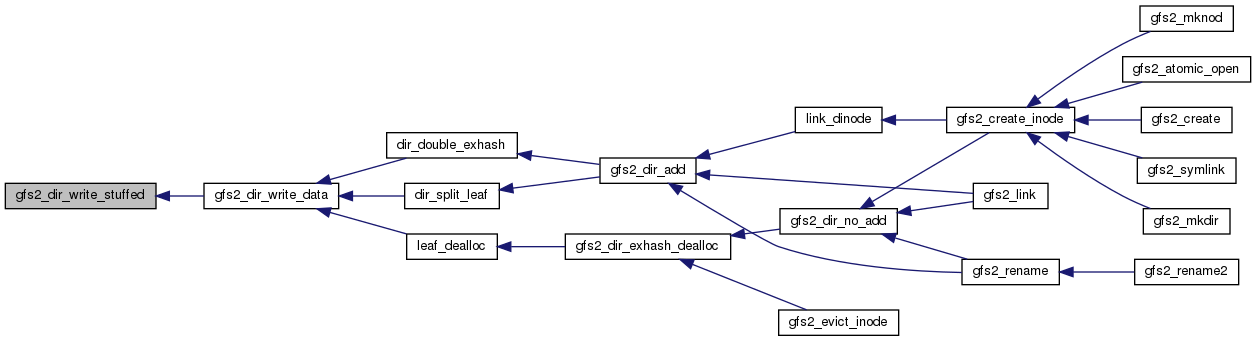 gfs2_mknod
gfs2_atomic_open
link_dinode
gfs2_create_inode
gfs2_create
dir_double_exhash
gfs2_dir_add
gfs2_symlink
gfs2_dir_write_stuffed
gfs2_dir_write_data
dir_split_leaf
gfs2_link
gfs2_dir_no_add
gfs2_mkdir
leaf_dealloc
gfs2_dir_exhash_dealloc
gfs2_rename
gfs2_rename2
gfs2_evict_inode